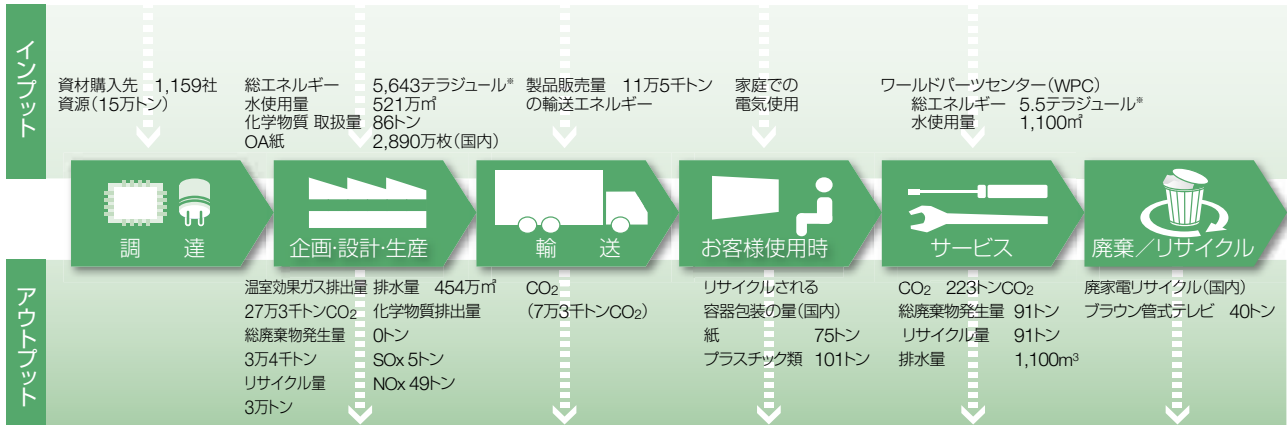 インプット
資材購入先 1,159社
資源(15万トン)
総エネルギー 5,643テラジュール※
水使用量 521万㎥
化学物質 取扱量 86トン
OA紙 2,890万枚(国内)
製品販売量 11万5千トン
の輸送エネルギー
家庭での
電気使用
ワールドパーツセンター(WPC)
総エネルギー 5.5テラジュール※
水使用量 1,100㎥
調 達
企画・設計・生産
輸 送
お客様使用時
サービス
廃棄/リサイクル
アウトプット
温室効果ガス排出量
27万3千トンCO₂
総廃棄物発生量
3万4千トン
リサイクル量
3万トン
排水量 454万㎥
化学物質排出量
0トン
SOx 5トン
NOx 49トン
CO₂
(7万3千トンCO₂)
リサイクルされる
容器包装の量(国内)
紙 75トン
プラスチック類 101トン
CO₂ 223トンCO₂
総廃棄物発生量 91トン
リサイクル量 91トン
排水量 1,100m³
廃家電リサイクル(国内)
ブラウン管式テレビ 40トン